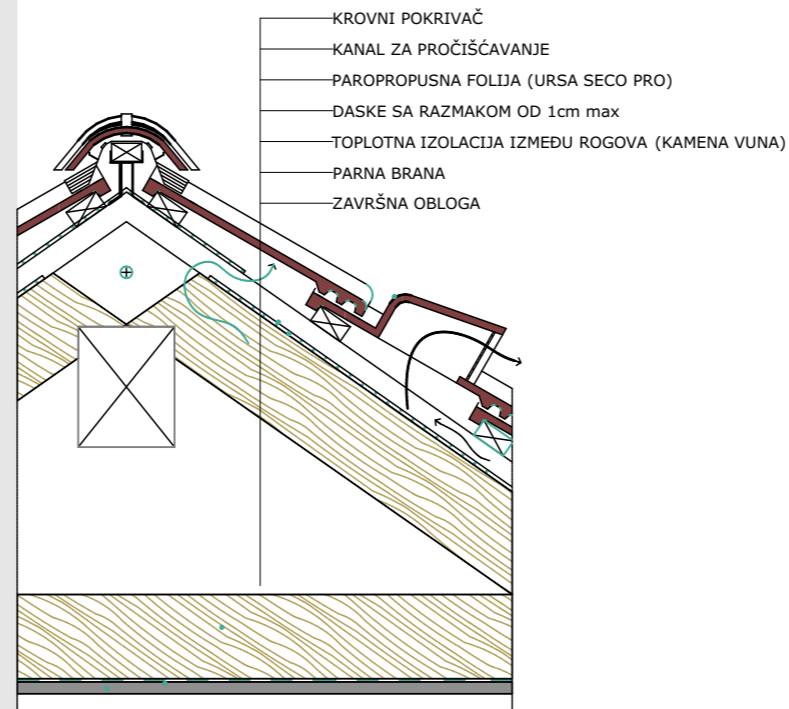 KROVNI POKRIVAČ
KANAL ZA PROČIŠĆAVANJE
PAROPROPUSNA FOLIJA (URSA SECO PRO)
DASKE SA RAZMAKOM OD 1cm max
TOPLOTNA IZOLACIJA IZMEĐU ROGOVA (KAMENA VUNA)
PARNA BRANA
ZAVRŠNA OBLOGA